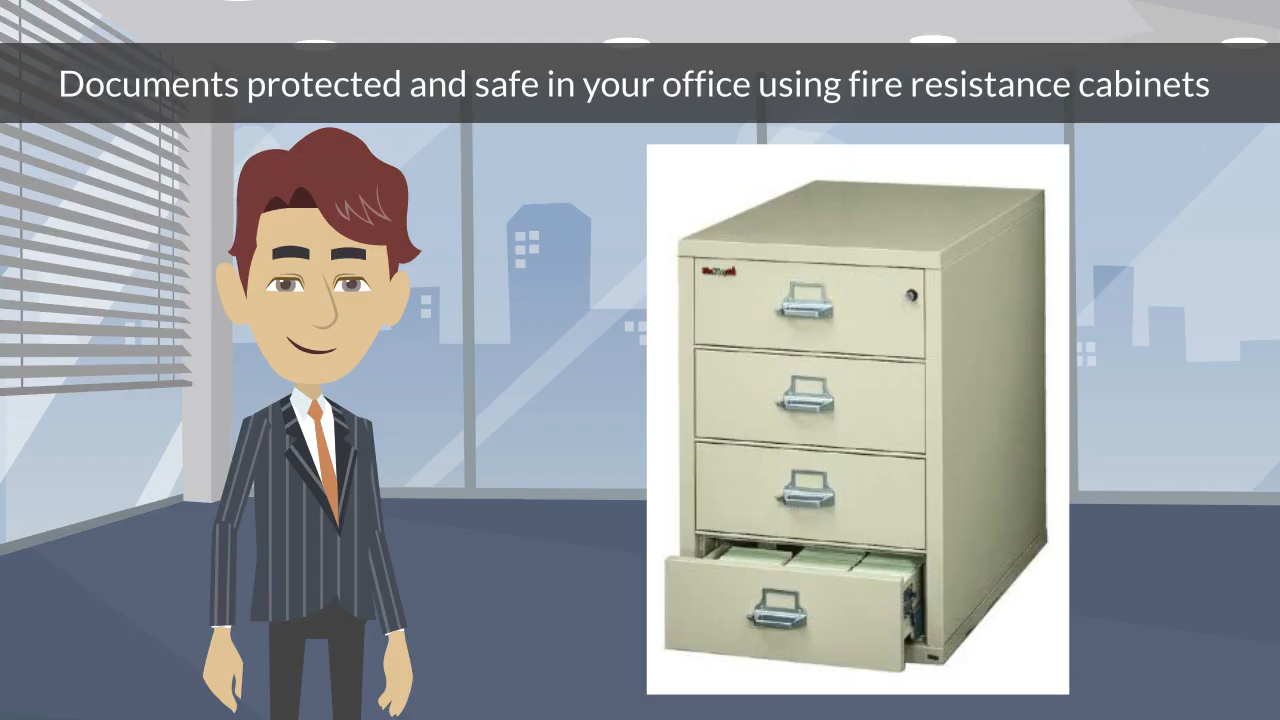 Documents protected and safe in your office using fire resistance cabinets